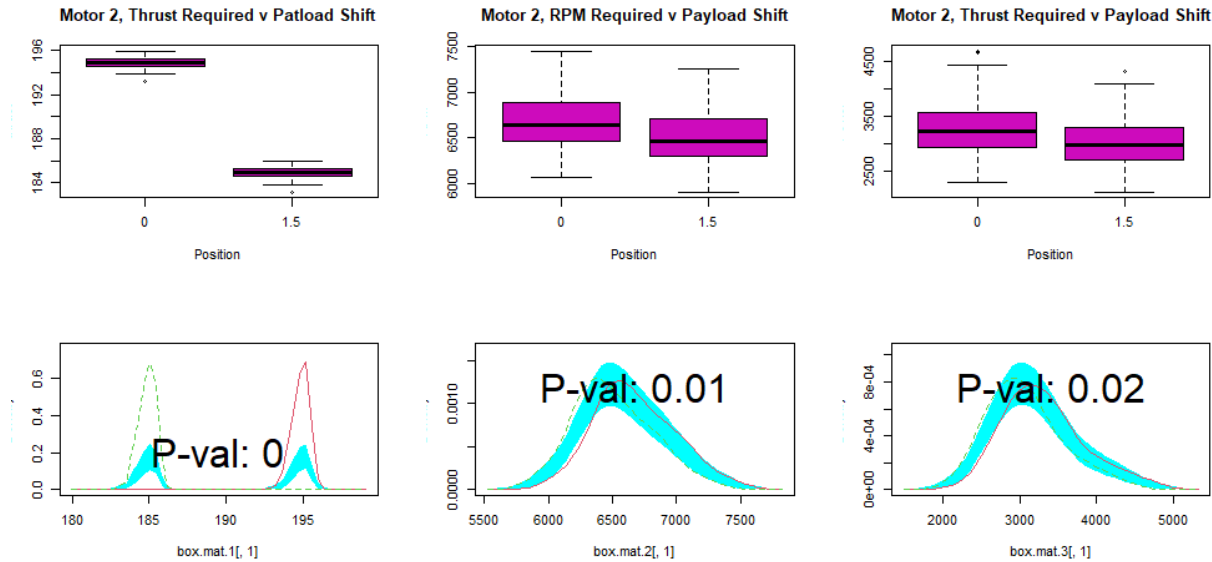 Motor 2, Thrust Required v Patload Shift
196
192
188
184
0 1.5
Position
Motor 2, RPM Required v Payload Shift
7500
7000
6500
6000
0 1.5
Position
Motor 2, Thrust Required v Payload Shift
4500
3500
2500
0 1.5
Position
0.6
0.4
0.2
0.0
P-val: 0
180 185 190 195
box.mat.1[, 1]
0.0010
0.0000
P-val: 0.01
5500 6000 6500 7000 7500
box.mat.2[, 1]
8e-04
4e-04
0e+00
P-val: 0.02
2000 3000 4000 5000
box.mat.3[, 1]